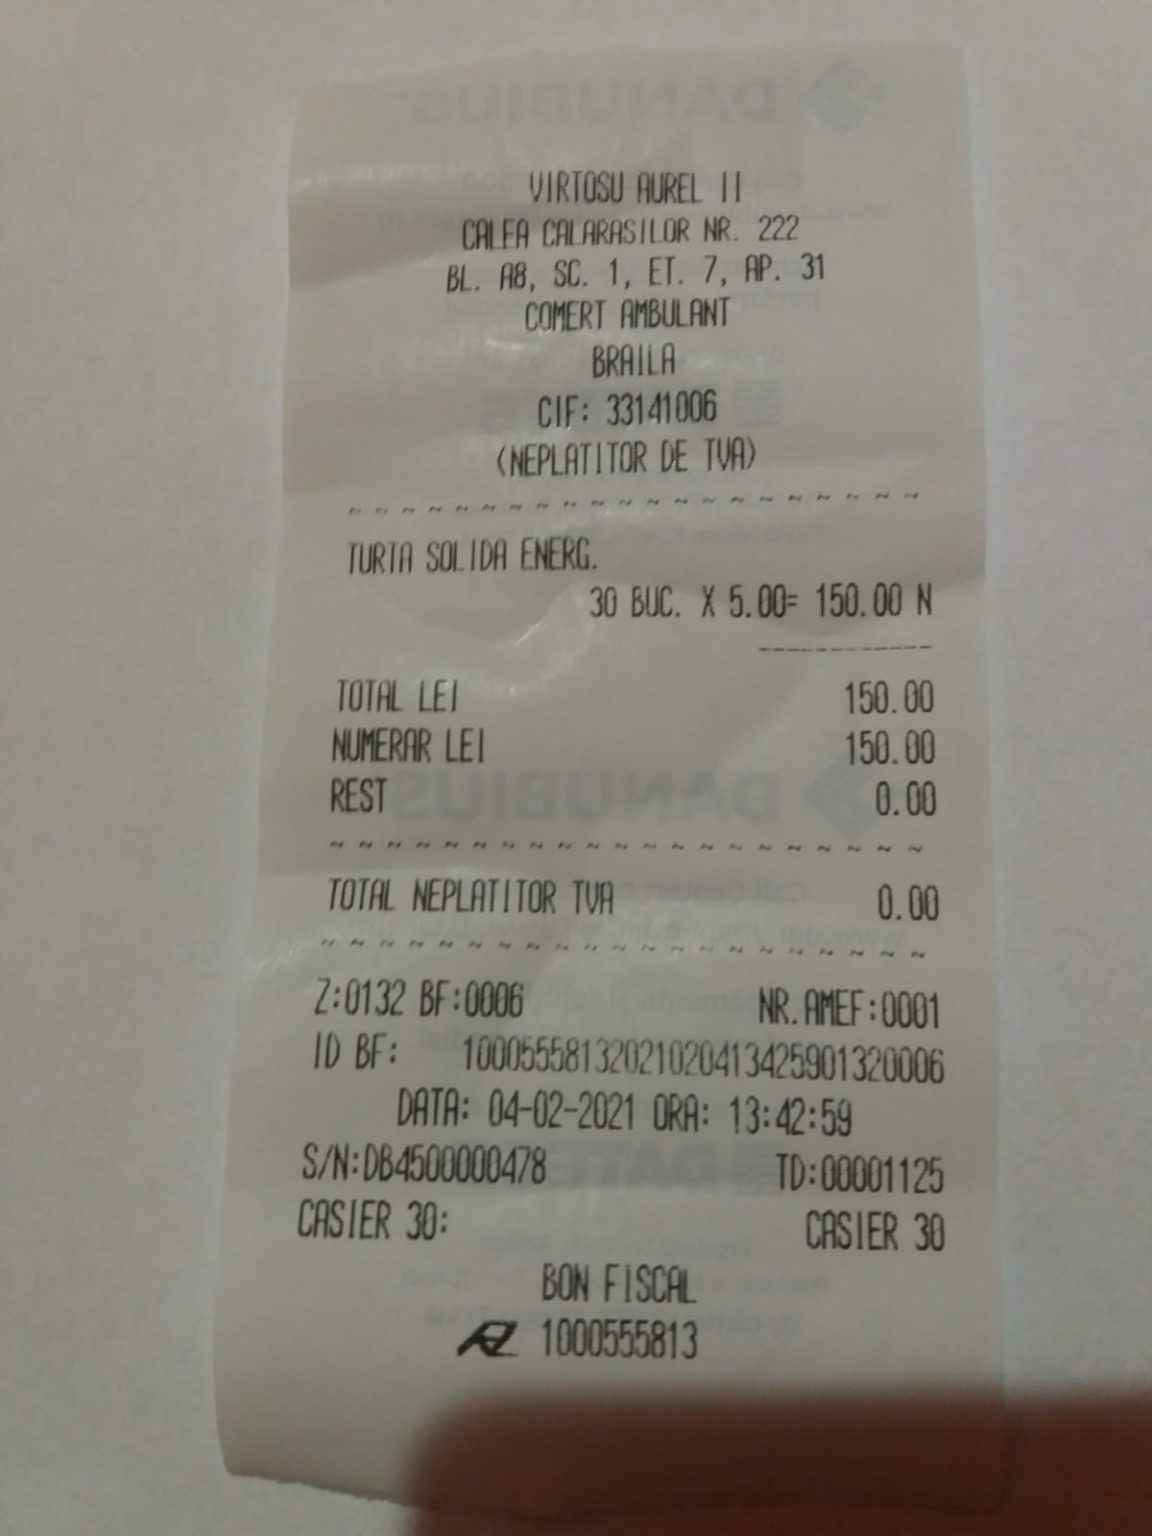 VIRTOSU AUREL II
CALEA CALARASILOR NR. 222
BL. A8, SC. 1, ET. 7, AP. 31
COMERT AMBULANT
BRAILA
CIF: 33141006
(NEPLATITOR DE TVA)
~ ~ ~ ~ ~ ~ ~ ~ ~ ~ ~ ~ ~ ~ ~ ~ ~ ~ ~ ~ ~ ~
TURTA SOLIDA ENERG.
30 BUC. X 5.00= 150.00 N
-------------
TOTAL LEI 150.00
NUMERAR LEI 150.00
REST 0.00
~ ~ ~ ~ ~ ~ ~ ~ ~ ~ ~ ~ ~ ~ ~ ~ ~ ~ ~ ~ ~
TOTAL NEPLATITOR TVA 0.00
~ ~ ~ ~ ~ ~ ~ ~ ~ ~ ~ ~ ~ ~ ~ ~ ~ ~ ~ ~ ~
Z:0132 BF:0006 NR.AMEF:0001
ID BF: 10005558132021020413425901320006
DATA: 04-02-2021 ORA: 13:42:59
S/N:DB4500000478 TD:00001125
CASIER 30: CASIER 30
BON FISCAL
1000555813